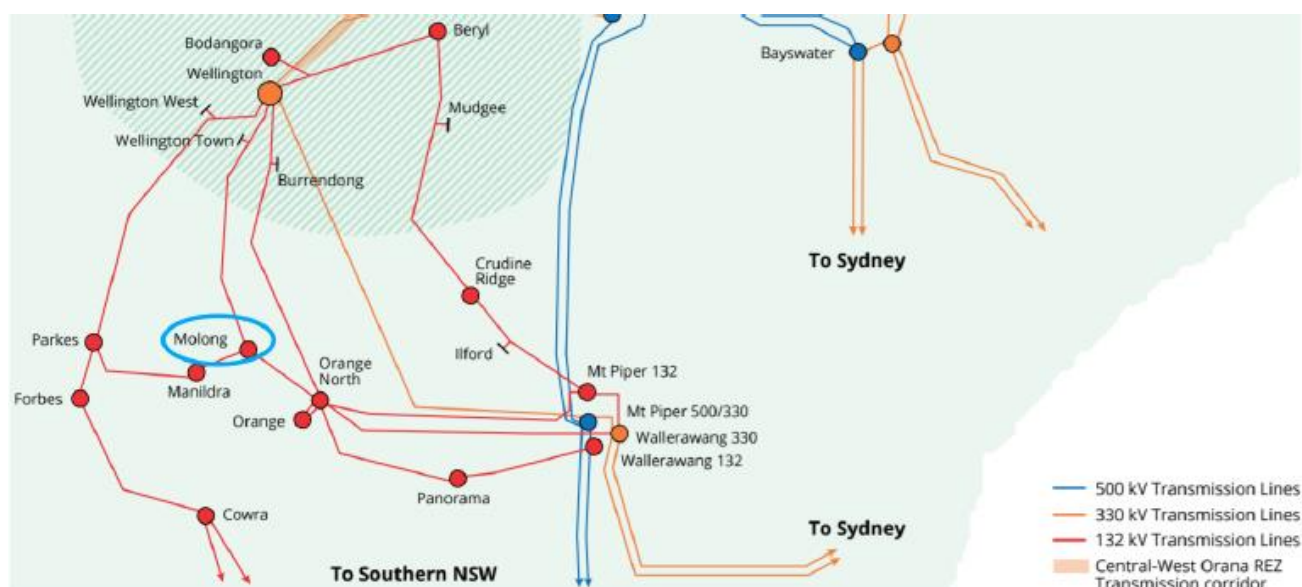 Beryl
Bodangora
Bayswater
Wellington
Wellington West
Mudgee
Wellington Town
Burrendong
To Sydney
Crudine
Ridge
Parkes
Molong
Ilford
Orange
North
Mt Piper 132
Manildra
Forbes
Mt Piper 500/330
Orange
Wallerawang 330
Wallerawang 132
Panorama
500 kV Transmission Lines
Cowra
To Sydney
330 kV Transmission Lines
132 kV Transmission Lines
To Southern NSW
Central-West Orana REZ
Transmission corridor